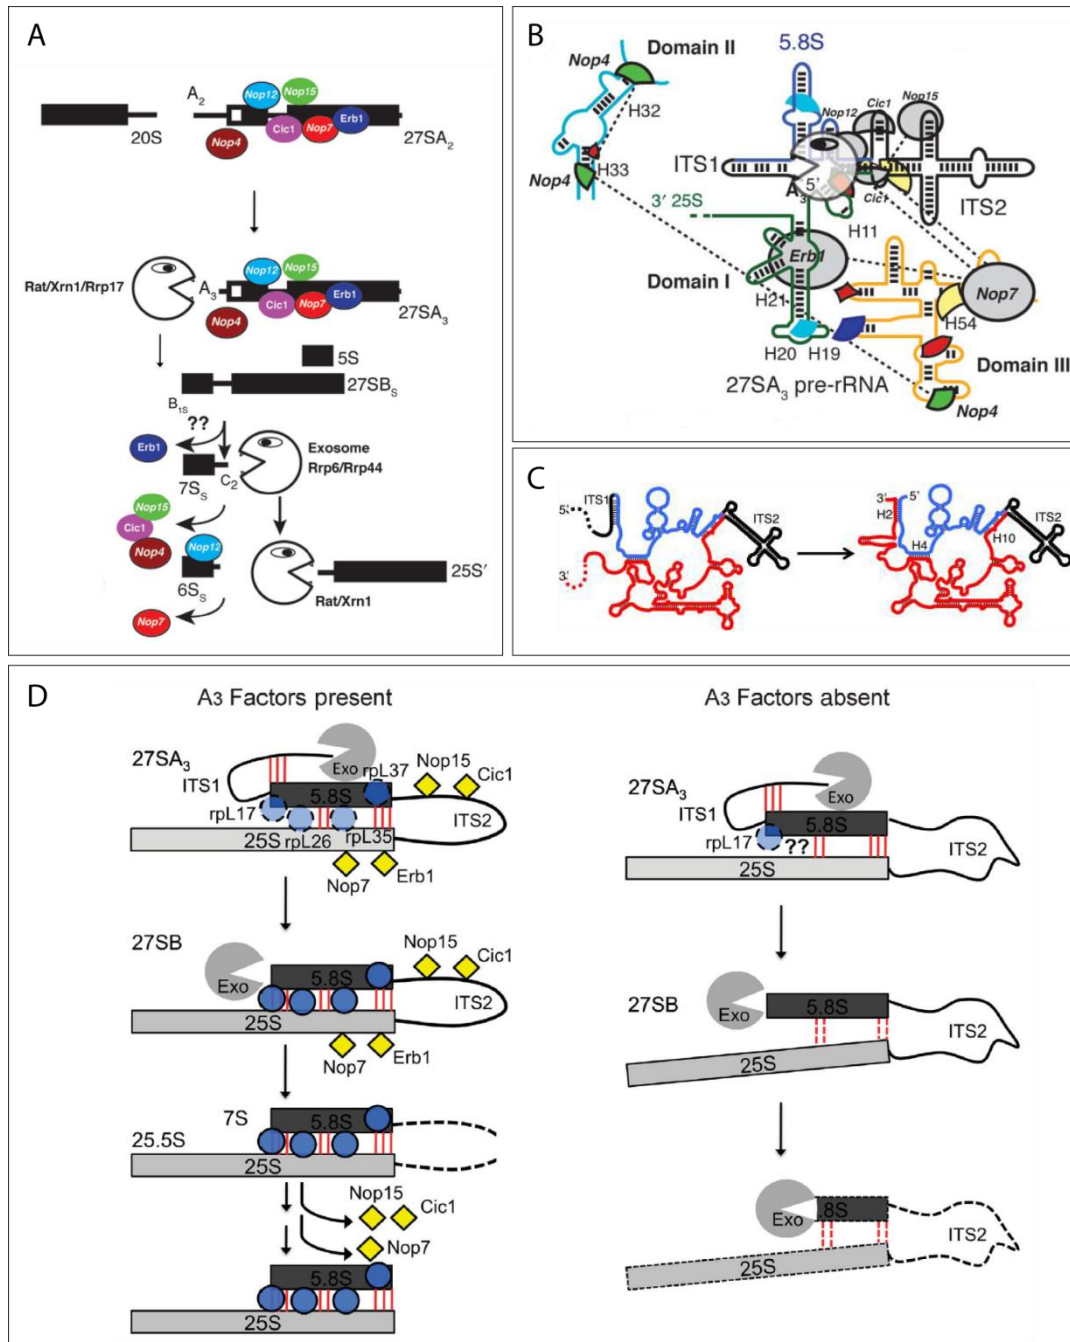 A
A2
Nop12
Nop15
Nop4
Cic1
Nop7
Erb1
20S
27SA2
Rat/Xrn1/Rrp17
A3
Nop12
Nop15
Nop4
Cic1
Nop7
Erb1
27SA3
5S
27SBS
B1S
??
Erb1
7SS
C2
Exosome
Rrp6/Rrp44
Nop15
Cic1
Nop4
Nop12
6SS
Nop7
Rat/Xrn1
25S'
B
Nop4
Domain II
H32
H33
Nop4
5.8S
Nop12
Cic1
Nop15
ITS1
5'
A3
Cic1
ITS2
3' 25S
H11
Erb1
Domain I
H21
Nop7
H54
H20
H19
Domain III
27SA3 pre-rRNA
Nop4
C
5'
ITS1
3'
ITS2
3'
5'
H2
H4
H10
ITS2
D
A3 Factors present
A3 Factors absent
27SA3
ITS1
Exo
rpL37
Nop15
Cic1
5.8S
rpL17
25S
rpL26
rpL35
ITS2
Nop7
Erb1
27SB
Exo
5.8S
25S
Nop15
Cic1
ITS2
Nop7
Erb1
7S
5.8S
25.5S
25S
Nop15
Cic1
Nop7
5.8S
25S
27SA3
ITS1
Exo
5.8S
rpL17
??
25S
ITS2
27SB
Exo
5.8S
25S
ITS2
Exo
.8S
25S
ITS2